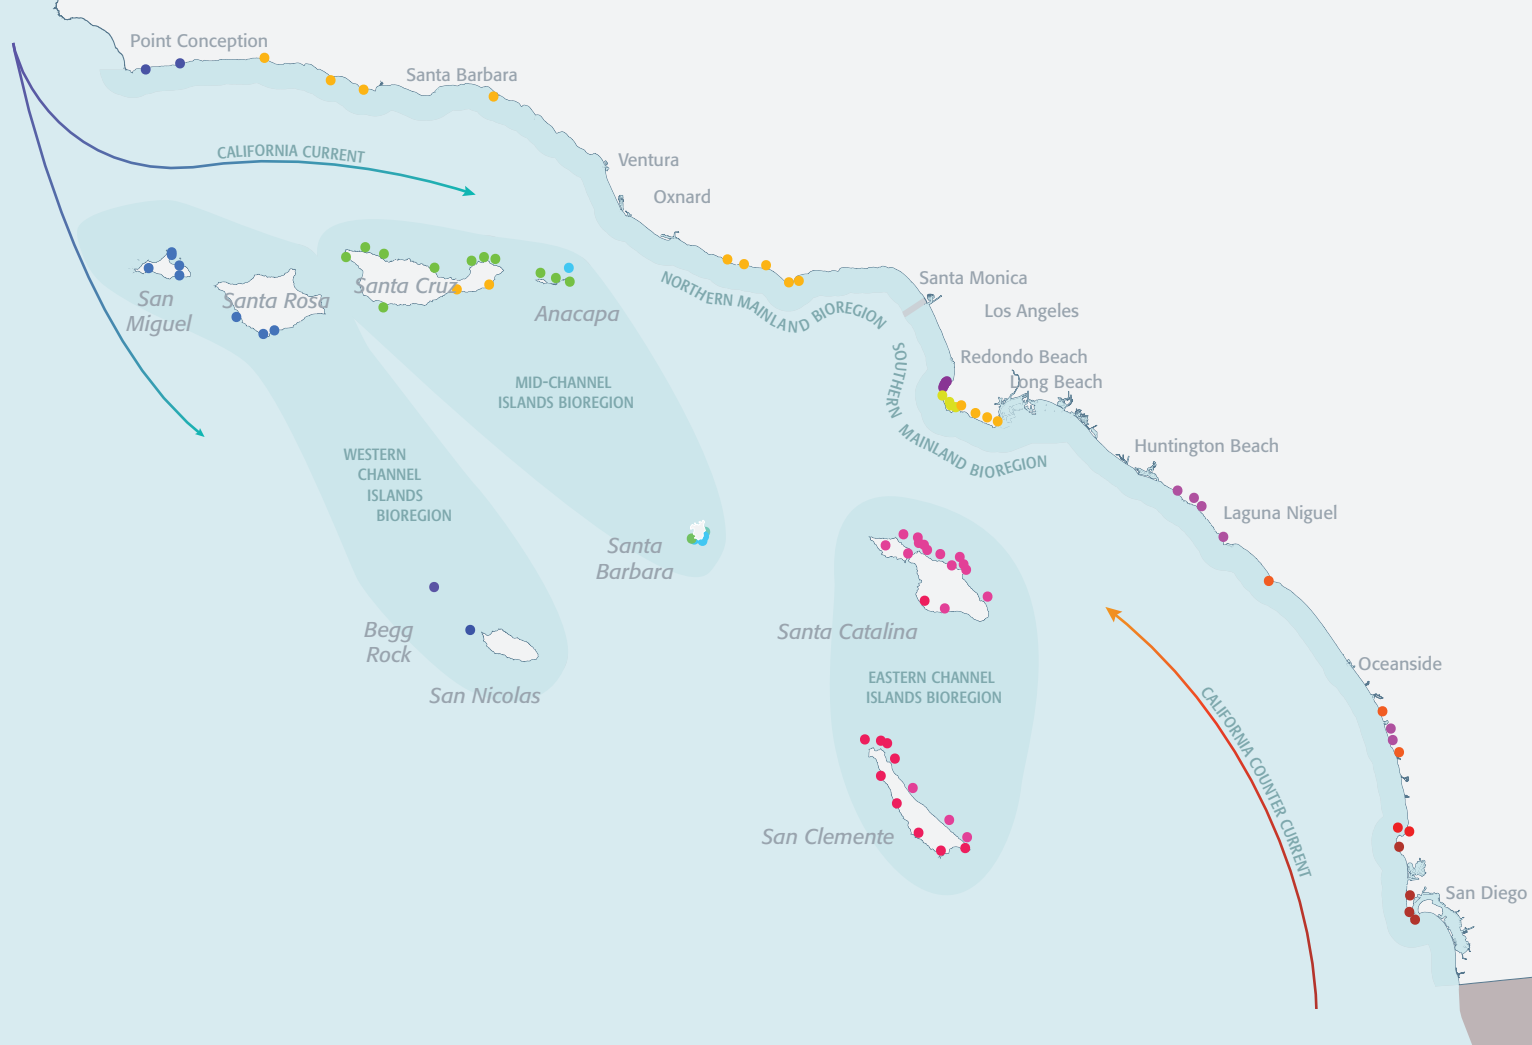 Point Conception
Santa Barbara
CALIFORNIA CURRENT
Ventura
Oxnard
San
Miguel
Santa Rosa
Santa Cruz
Anacapa
NORTHERN MAINLAND BIOREGION
Santa Monica
Los Angeles
Redondo Beach
Long Beach
SOUTHERN MAINLAND BIOREGION
MID-CHANNEL
ISLANDS BIOREGION
WESTERN
CHANNEL
ISLANDS
BIOREGION
Huntington Beach
Laguna Niguel
Santa
Barbara
Begg
Rock
San Nicolas
Santa Catalina
EASTERN CHANNEL
ISLANDS BIOREGION
Oceanside
CALIFORNIA COUNTER CURRENT
San Clemente
San Diego